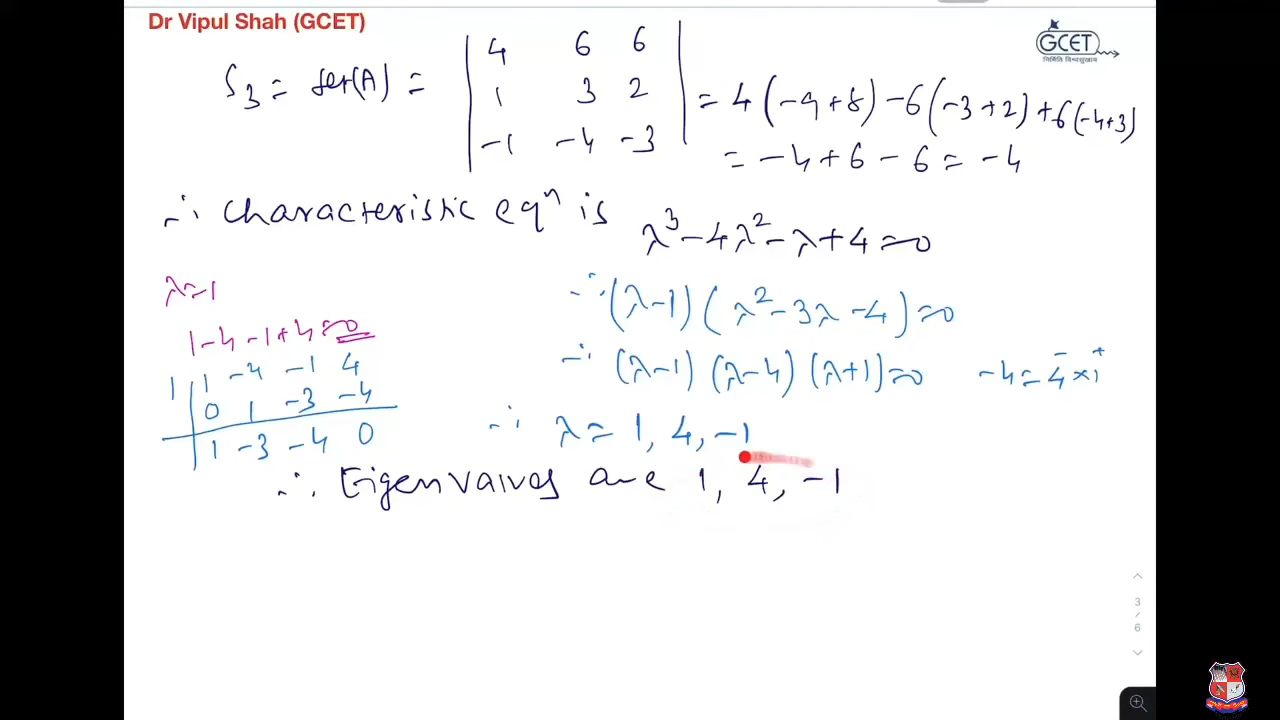 Dr Vipul Shah (GCET)
GCET
S₃ = det(A) = | 4 6 6 |
| 1 3 2 |
| -1 -4 -3 |
= 4(-9+8) -6(-3+2) +6(-4+3)
= -4+6-6 = -4
∴ characteristic eqⁿ is λ³-4λ²-λ+4=0
λ=1
1-4-1+4=0
1 | 1 -4 -1 4
0 1 -3 -4
1 -3 -4 0
∴ (λ-1)(λ²-3λ-4)=0
∴ (λ-1)(λ-4)(λ+1)=0 -4 = 4⁻×1⁺
∴ λ = 1, 4, -1
∴ Eigenvalues are 1, 4, -1
3
/
6